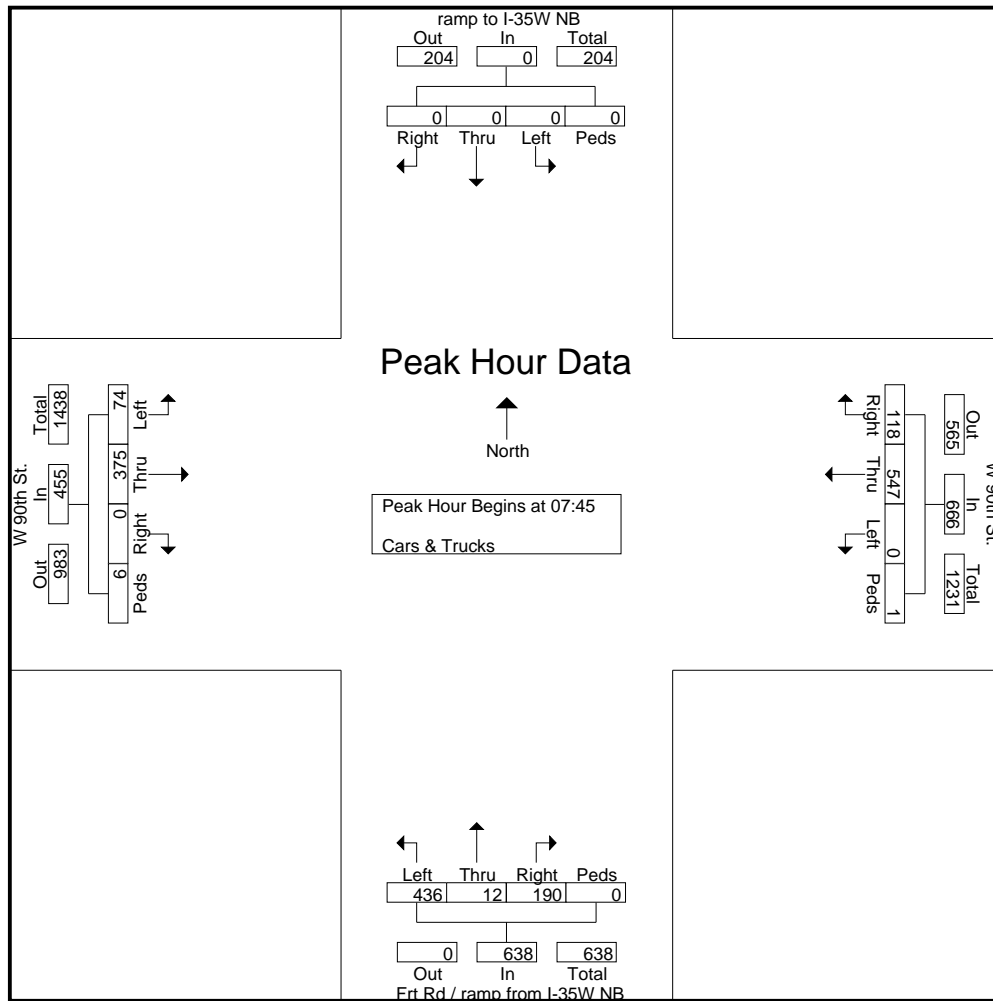 ramp to I-35W NB
Out In Total
204 0 204
0 0 0 0
Right Thru Left Peds
Peak Hour Data
North
Peak Hour Begins at 07:45
Cars & Trucks
W 90th St.
Total In Out
1438 455 983
74 375 0 6
Left Thru Right Peds
Right Thru Left Peds
118 547 0 1
Out In Total
565 666 1231
W 90th St.
Left Thru Right Peds
436 12 190 0
0 638 638
Out In Total
Frt Rd / ramp from I-35W NB